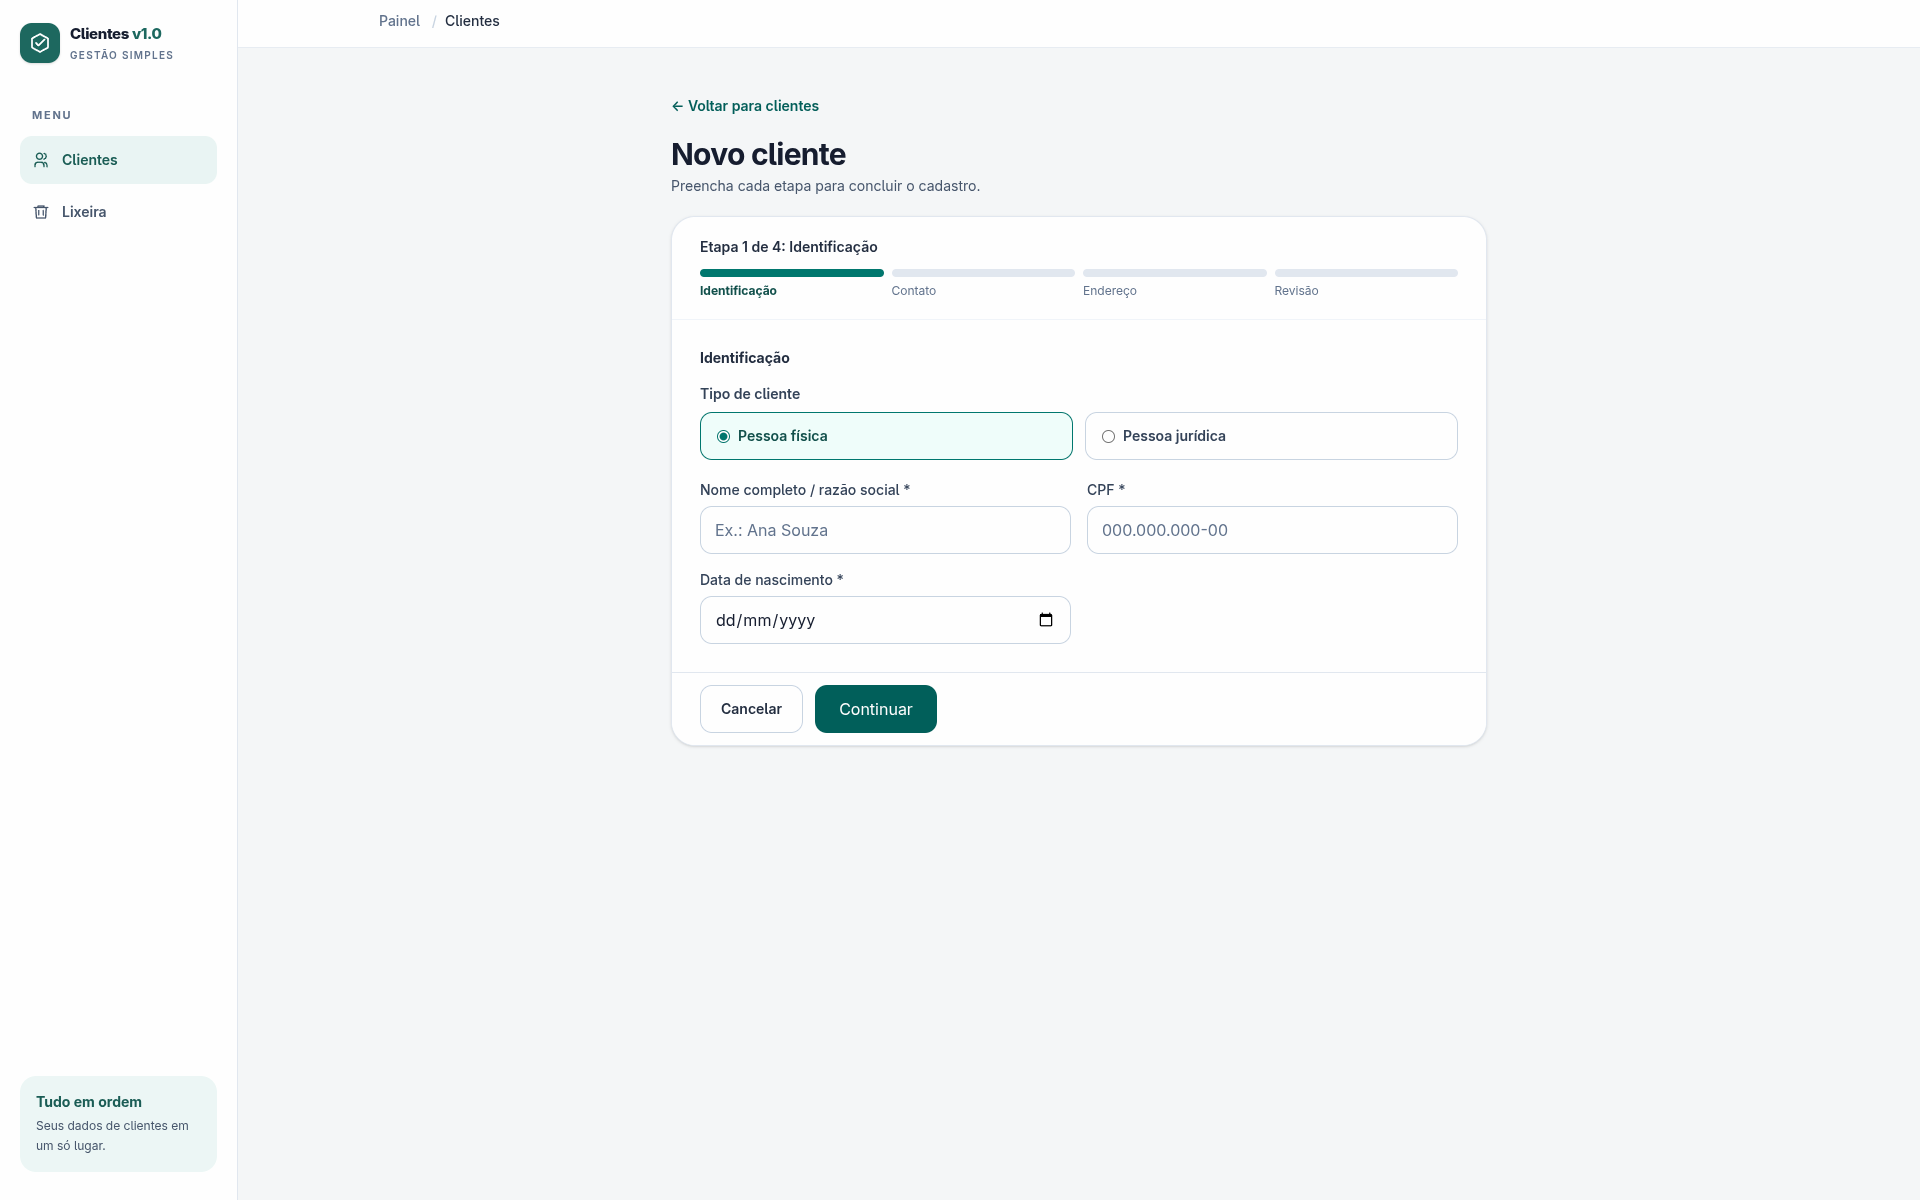 Clientes v1.0
GESTÃO SIMPLES
MENU
Clientes
Lixeira
Tudo em ordem
Seus dados de clientes em
um só lugar.
Painel / Clientes
← Voltar para clientes
Novo cliente
Preencha cada etapa para concluir o cadastro.
Etapa 1 de 4: Identificação
Identificação Contato Endereço Revisão
Identificação
Tipo de cliente
Pessoa física Pessoa jurídica
Nome completo / razão social * CPF *
Ex.: Ana Souza 000.000.000-00
Data de nascimento *
dd/mm/yyyy
Cancelar Continuar